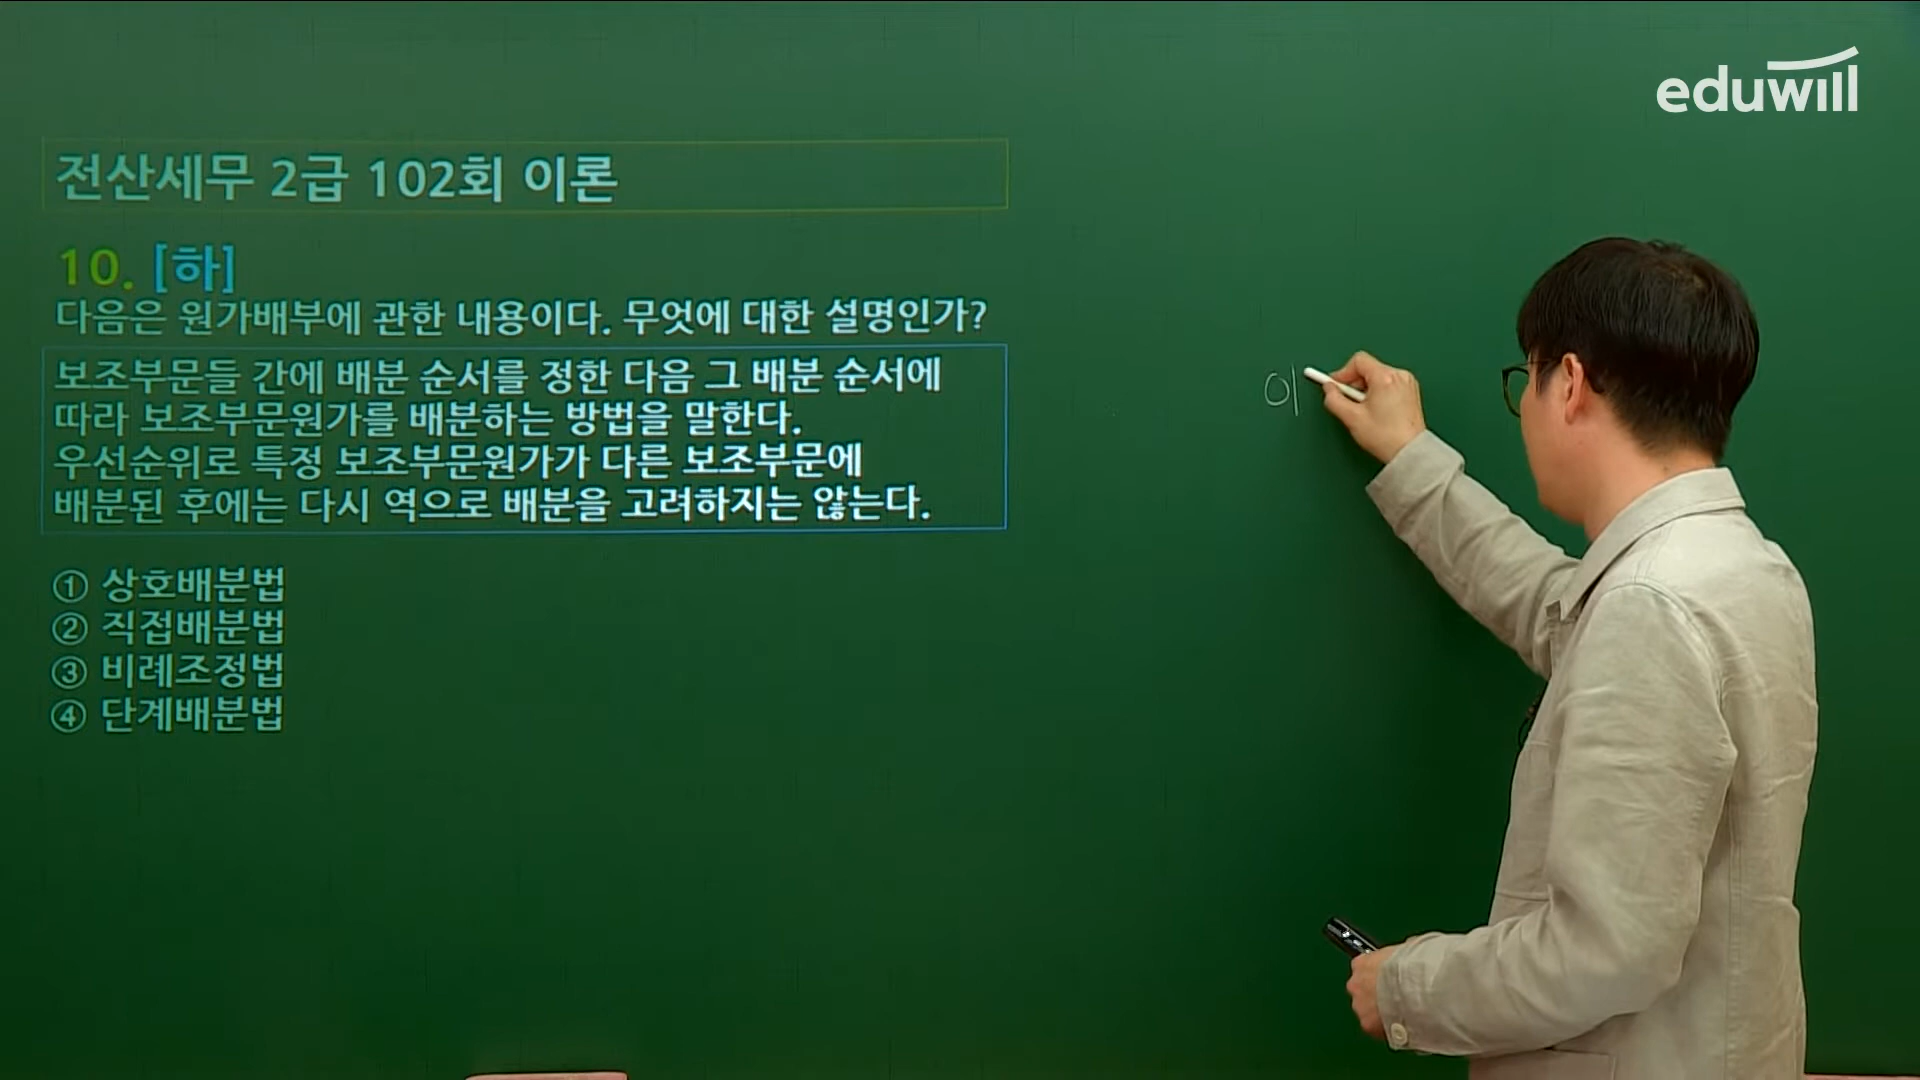 eduwill
전산세무 2급 102회 이론
10. [하]
다음은 원가배부에 관한 내용이다. 무엇에 대한 설명인가?
보조부문들 간에 배분 순서를 정한 다음 그 배분 순서에
따라 보조부문원가를 배분하는 방법을 말한다.
우선순위로 특정 보조부문원가가 다른 보조부문에
배분된 후에는 다시 역으로 배분을 고려하지는 않는다.
① 상호배분법
② 직접배분법
③ 비례조정법
④ 단계배분법
이